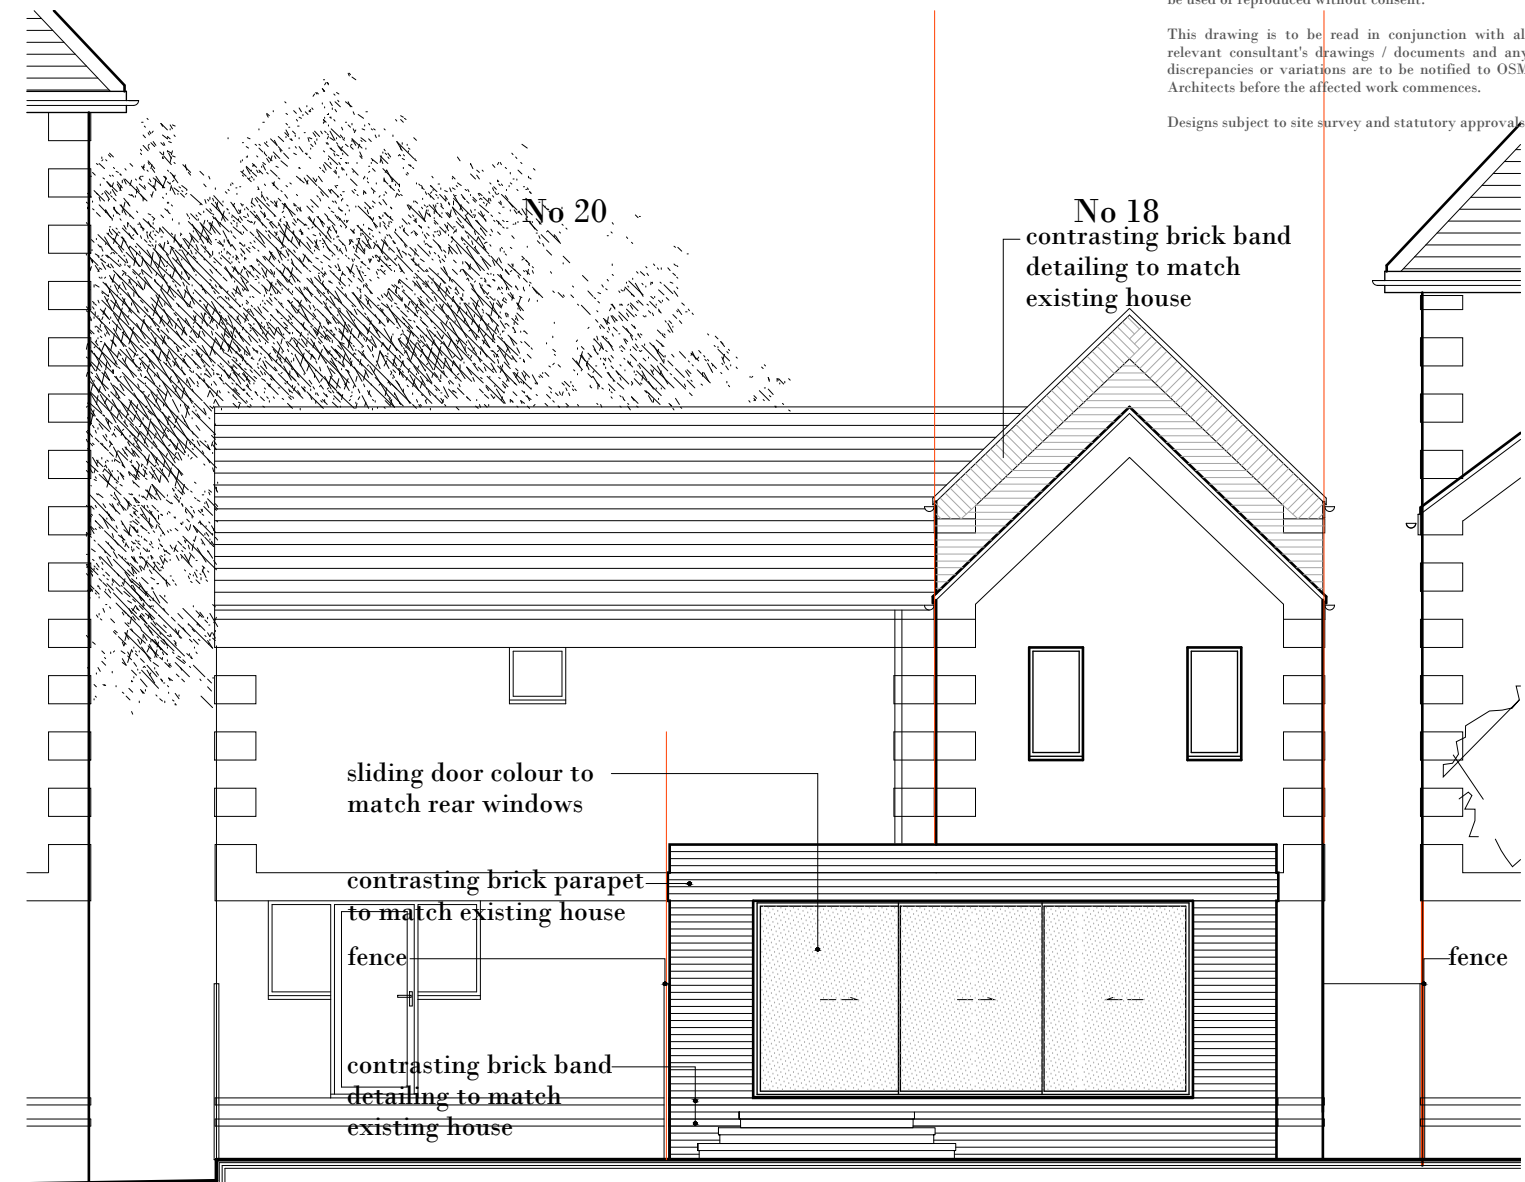 be used or reproduced without consent.
This drawing is to be read in conjunction with al
relevant consultant's drawings / documents and any
discrepancies or variations are to be notified to OSM
Architects before the affected work commences.
Designs subject to site survey and statutory approvals
No 20
No 18
contrasting brick band
detailing to match
existing house
sliding door colour to
match rear windows
contrasting brick parapet
to match existing house
fence
fence
contrasting brick band
detailing to match
existing house